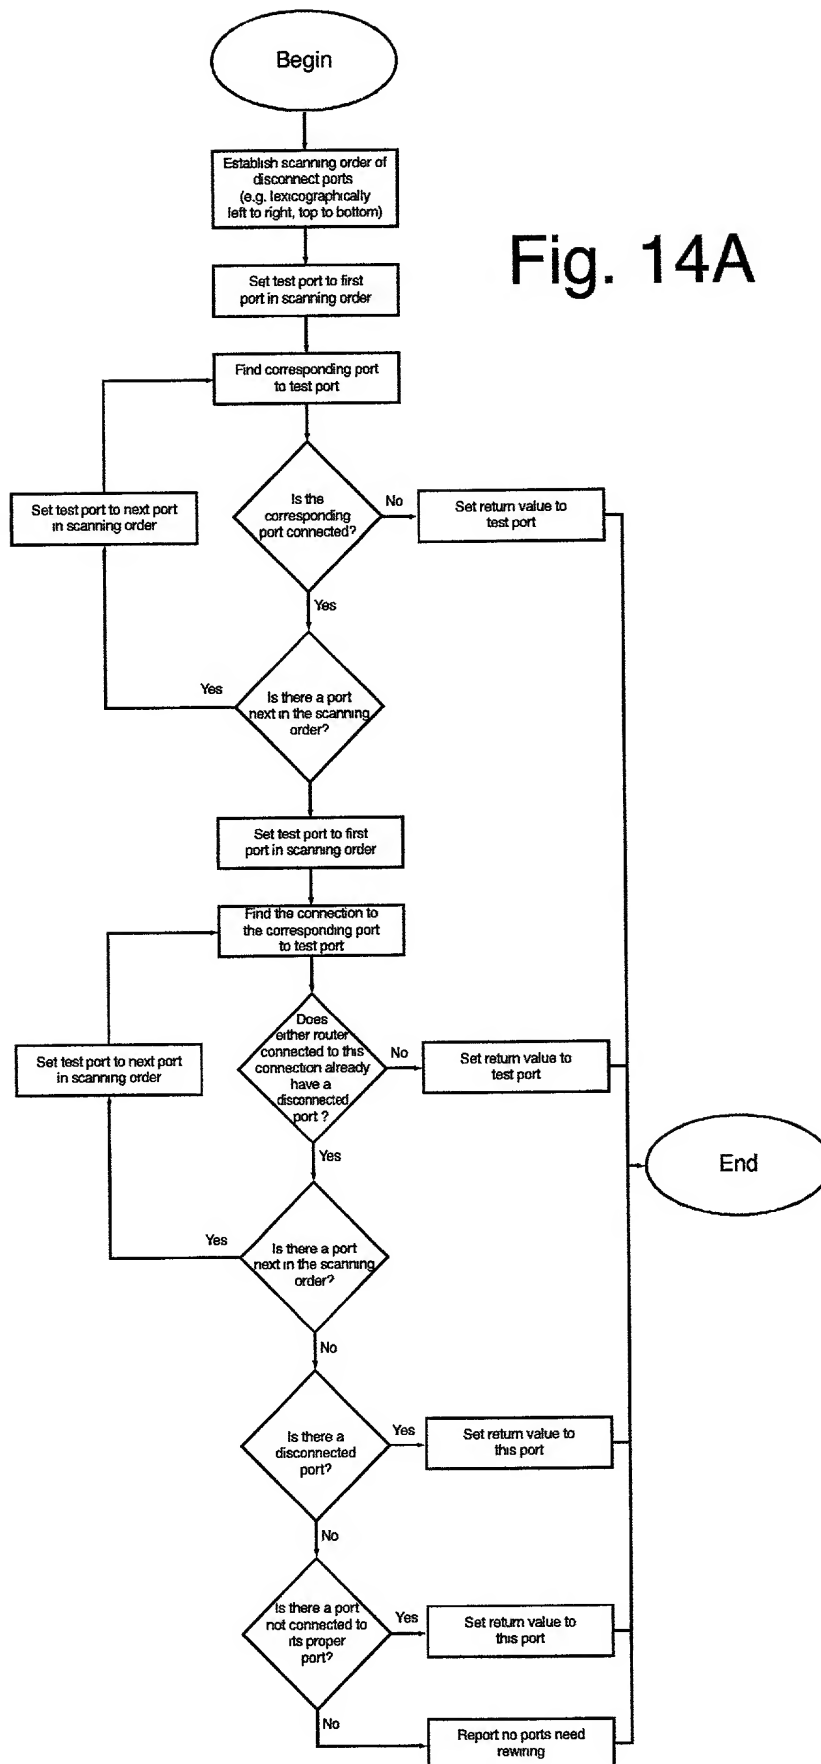 Begin
Establish scanning order of
disconnect ports
(e.g. lexicographically
left to right, top to bottom)
Fig. 14A
Set test port to first
port in scanning order
Find corresponding port
to test port
Set test port to next port
in scanning order
Is the
corresponding
port connected?
No
Set return value to
test port
Yes
Yes
Is there a port
next in the scanning
order?
Set test port to first
port in scanning order
Find the connection to
the corresponding port
to test port
Set test port to next port
in scanning order
Does
either router
connected to this
connection already
have a
disconnected
port ?
No
Set return value to
test port
End
Yes
Yes
Is there a port
next in the scanning
order?
No
Is there a
disconnected
port?
Yes
Set return value to
this port
No
Is there a port
not connected to
its proper
port?
Yes
Set return value to
this port
No
Report no ports need
rewiring